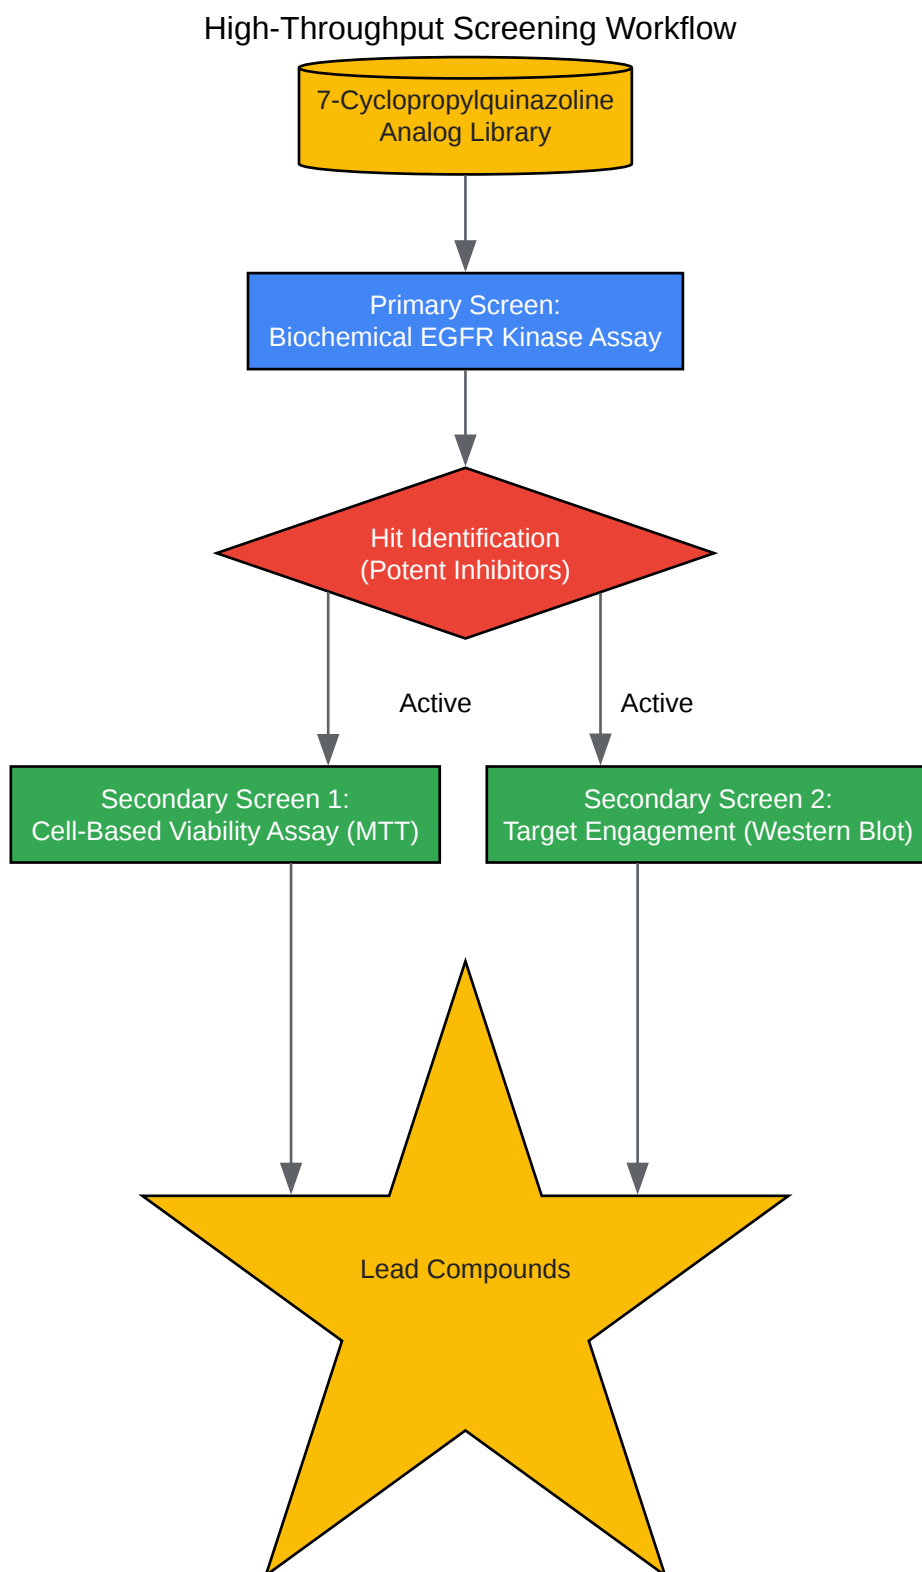 High-Throughput Screening Workflow
7-Cyclopropylquinazoline
Analog Library
Primary Screen:
Biochemical EGFR Kinase Assay
Hit Identification
(Potent Inhibitors)
Active
Active
Secondary Screen 1:
Cell-Based Viability Assay (MTT)
Secondary Screen 2:
Target Engagement (Western Blot)
Lead Compounds